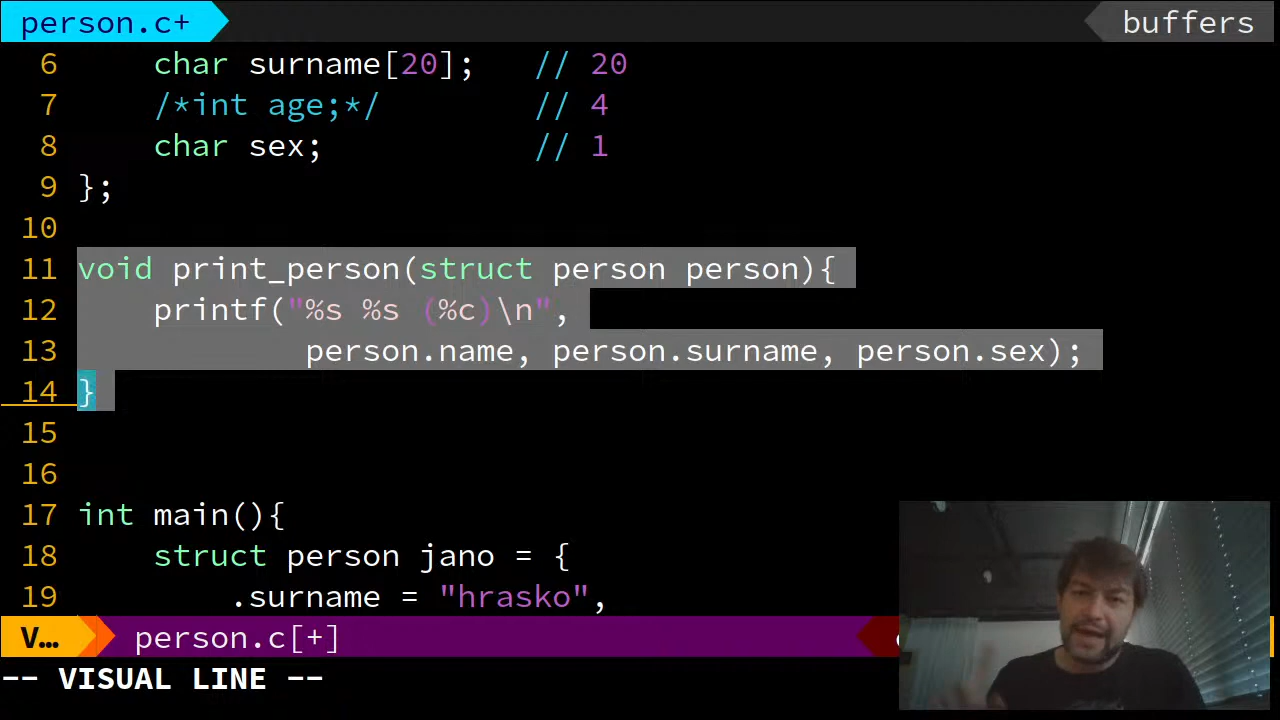 person.c+ buffers
6 char surname[20]; // 20
7 /*int age;*/ // 4
8 char sex; // 1
9 };
10
11 void print_person(struct person person){
12 printf("%s %s (%c)\n",
13 person.name, person.surname, person.sex);
14 }
15
16
17 int main(){
18 struct person jano = {
19 .surname = "hrasko",
V… person.c[+]
-- VISUAL LINE --